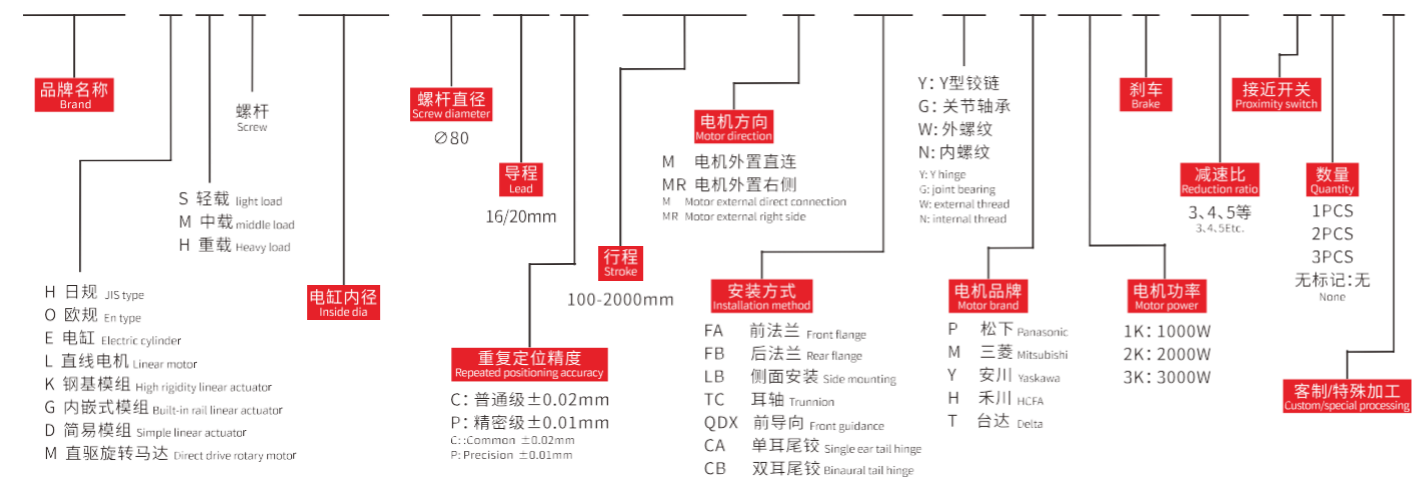 品牌名称
Brand
H 日规 JIS type
O 欧规 En type
E 电缸 Electric cylinder
L 直线电机 Linear motor
K 钢基模组 High rigidity linear actuator
G 内嵌式模组 Built-in rail linear actuator
D 简易模组 Simple linear actuator
M 直驱旋转马达 Direct drive rotary motor
S 轻载 light load
M 中载 middle load
H 重载 Heavy load
螺杆
Screw
电缸内径
Inside dia
螺杆直径
Screw diameter
∅80
导程
Lead
16/20mm
重复定位精度
Repeated positioning accuracy
C: 普通级±0.02mm
P: 精密级±0.01mm
C::Common ±0.02mm
P: Precision ±0.01mm
行程
Stroke
100-2000mm
电机方向
Motor direction
M 电机外置直连
MR 电机外置右侧
M Motor external direct connection
MR Motor external right side
安装方式
Installation method
FA 前法兰 Front flange
FB 后法兰 Rear flange
LB 侧面安装 Side mounting
TC 耳轴 Trunnion
QDX 前导向 Front guidance
CA 单耳尾铰 Single ear tail hinge
CB 双耳尾铰 Binaural tail hinge
Y: Y型铰链
G: 关节轴承
W: 外螺纹
N: 内螺纹
Y: Y hinge
G: joint bearing
W: external thread
N: internal thread
电机品牌
Motor brand
P 松下 Panasonic
M 三菱 Mitsubishi
Y 安川 Yaskawa
H 禾川 HCFA
T 台达 Delta
电机功率
Motor power
1K: 1000W
2K: 2000W
3K: 3000W
刹车
Brake
减速比
Reduction ratio
3、4、5等
3、4、5Etc.
接近开关
Proximity switch
数量
Quantity
1PCS
2PCS
3PCS
无标记:无
None
客制/特殊加工
Custom/special processing